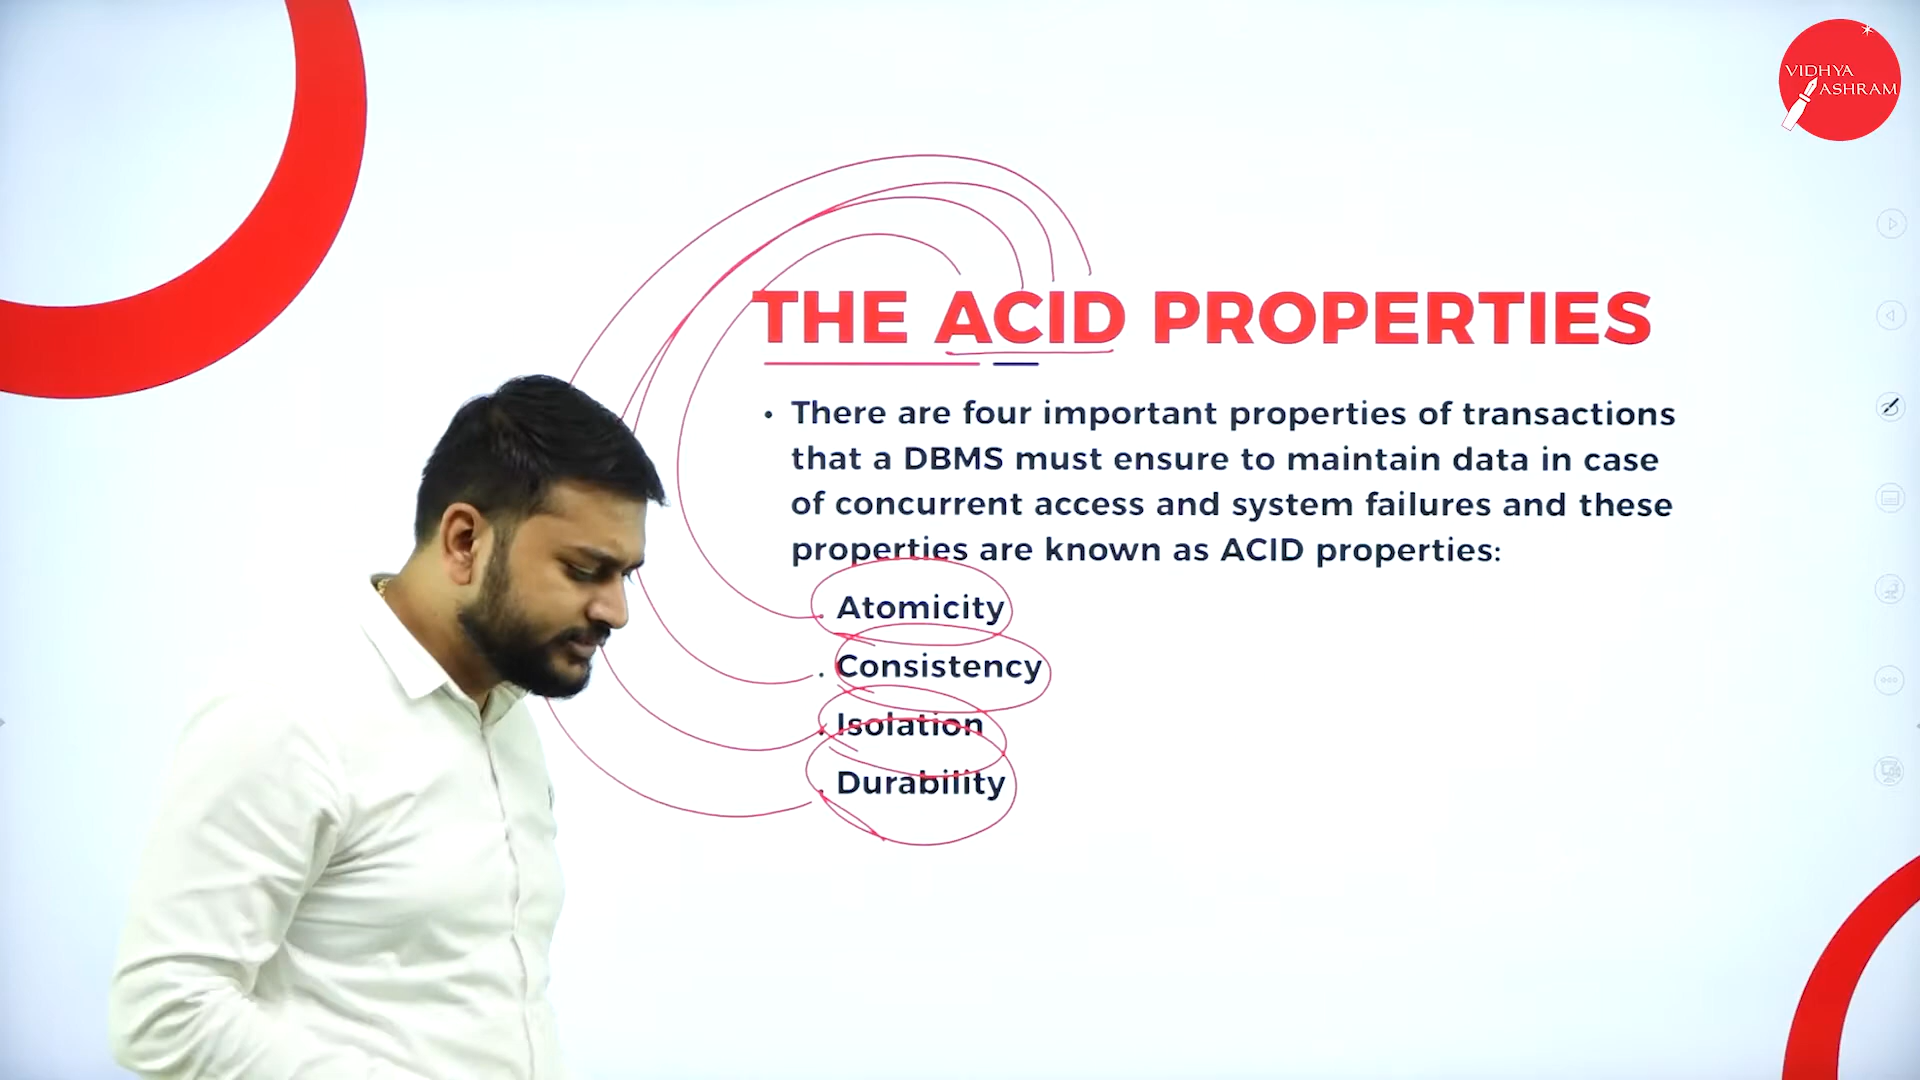 VIDHYA
ASHRAM
THE ACID PROPERTIES
• There are four important properties of transactions
that a DBMS must ensure to maintain data in case
of concurrent access and system failures and these
properties are known as ACID properties:
. Atomicity
. Consistency
. Isolation
. Durability